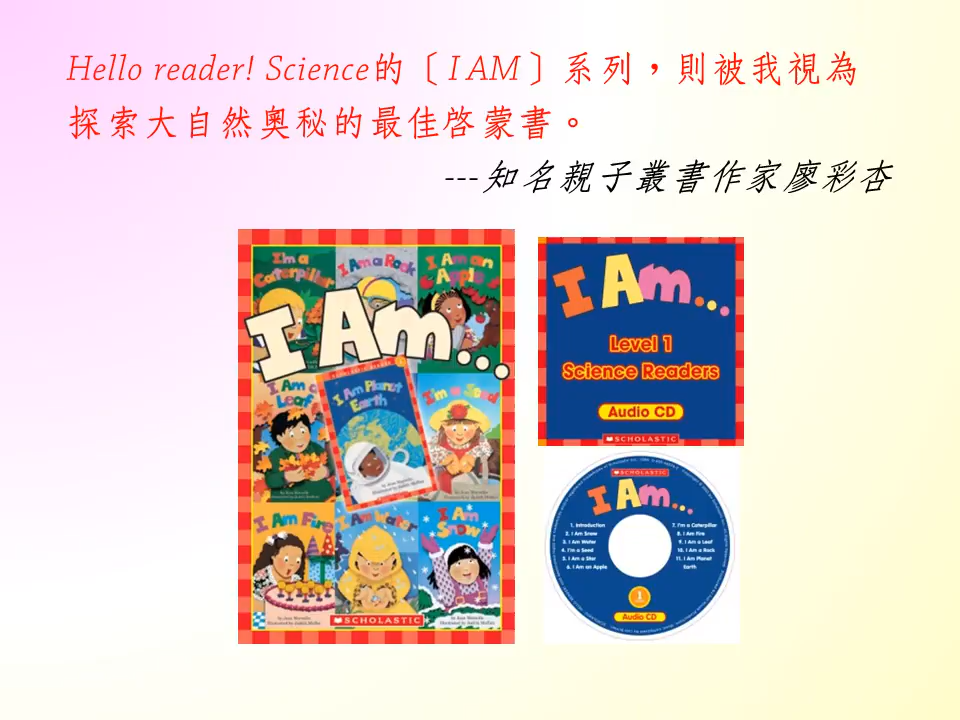 Hello reader! Science的〔I AM〕系列，則被我視為
探索大自然奧秘的最佳啓蒙書。
---知名親子叢書作家廖彩杏
I'm a
Caterpillar
I Am a Rock
I Am an
Apple
I Am...
I Am a
Leaf
I Am Planet
Earth
I'm a Seed
I Am Fire
I Am Water
I Am
Snow
SCHOLASTIC
I Am...
Level 1
Science Readers
Audio CD
SCHOLASTIC
SCHOLASTIC
I Am...
1. Introduction
2. I Am Snow
3. I Am Water
4. I'm a Seed
5. I Am a Star
6. I Am an Apple
7. I'm a Caterpillar
8. I Am Fire
9. I Am a Leaf
10. I Am a Rock
11. I Am Planet
Earth
1
Audio CD